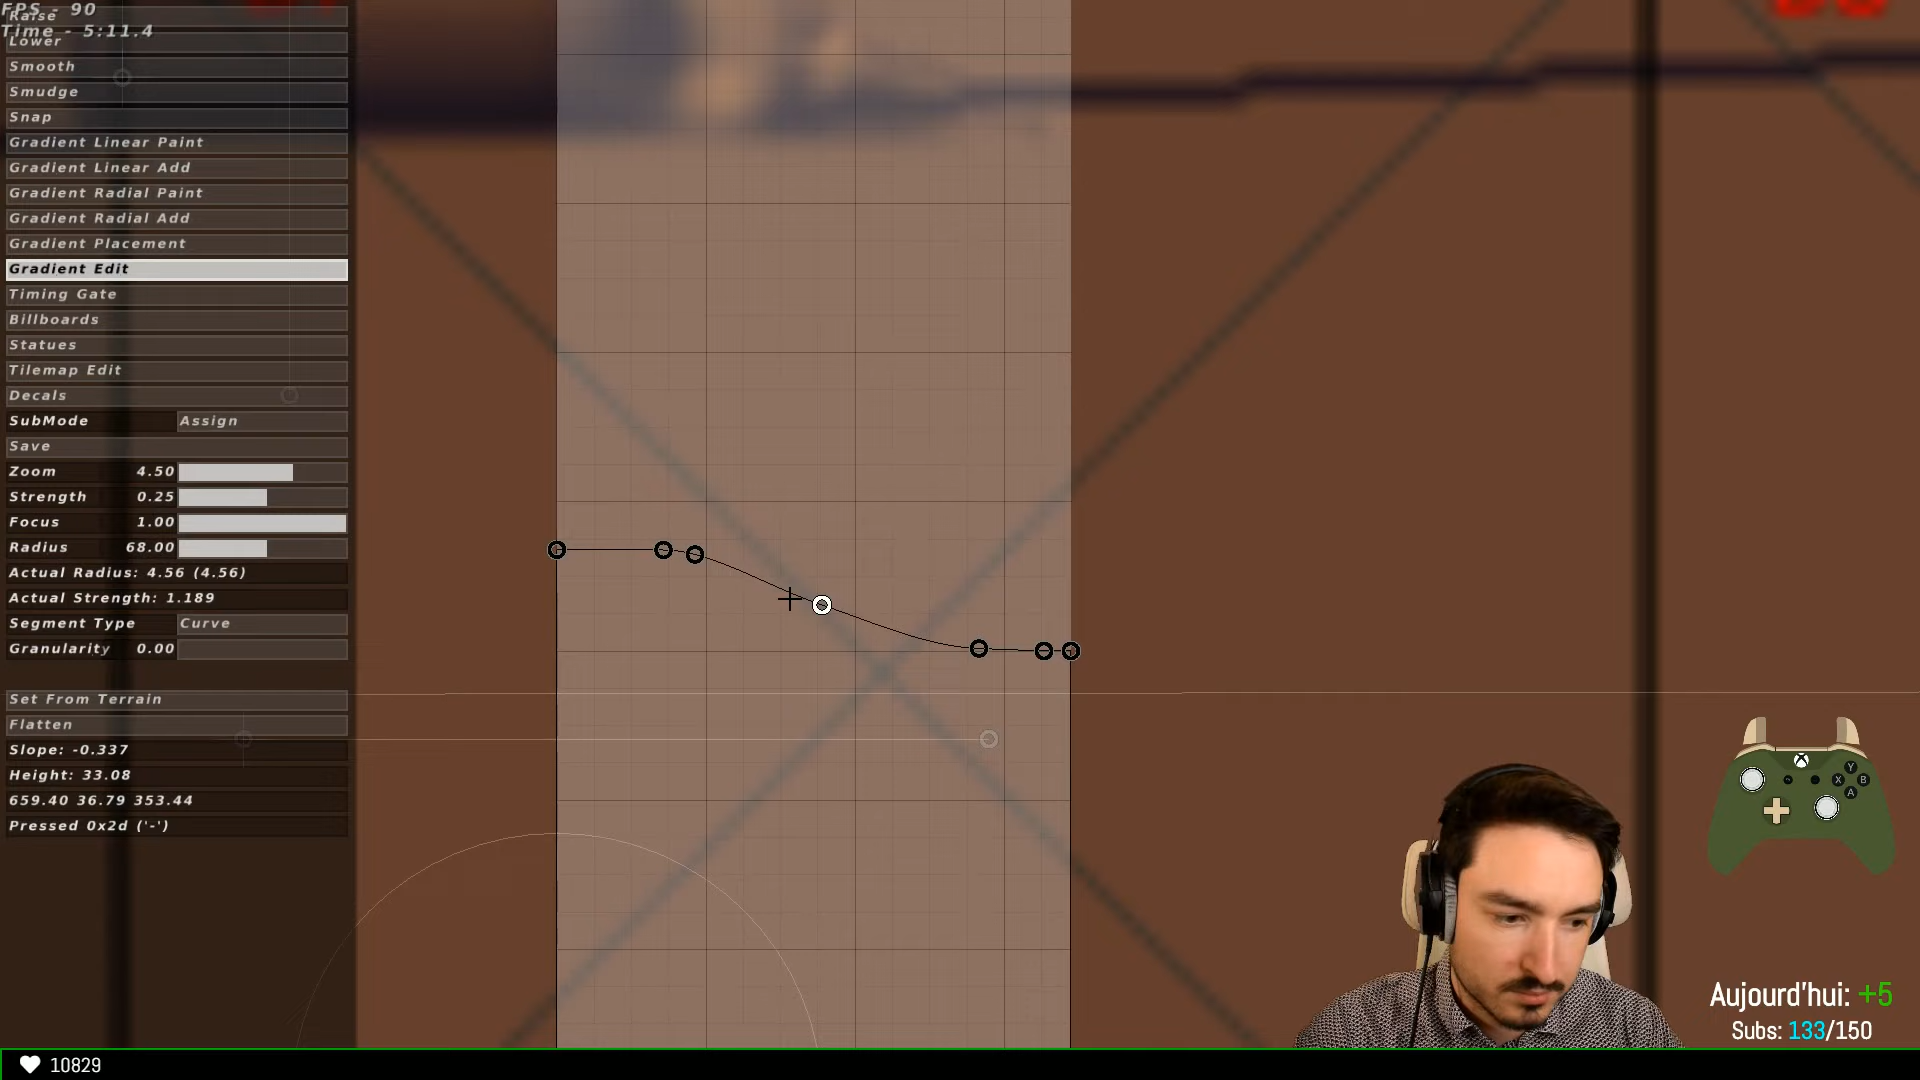 FPS - 90
Raise
Time - 5:11.4
Lower
Smooth
Smudge
Snap
Gradient Linear Paint
Gradient Linear Add
Gradient Radial Paint
Gradient Radial Add
Gradient Placement
Gradient Edit
Timing Gate
Billboards
Statues
Tilemap Edit
Decals
SubMode Assign
Save
Zoom 4.50
Strength 0.25
Focus 1.00
Radius 68.00
Actual Radius: 4.56 (4.56)
Actual Strength: 1.189
Segment Type Curve
Granularity 0.00
Set From Terrain
Flatten
Slope: -0.337
Height: 33.08
659.40 36.79 353.44
Pressed 0x2d ('-')
Y
X B
A
Aujourd'hui: +5
Subs: 133/150
10829